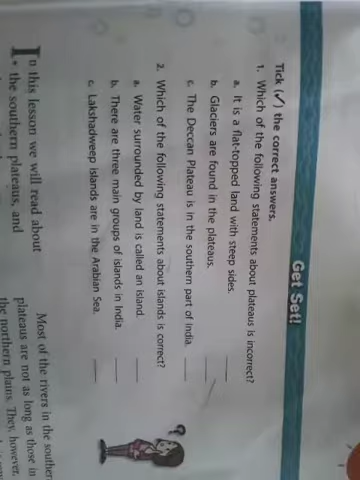 Get Set!
Tick (✓) the correct answers.
1. Which of the following statements about plateaus is incorrect?
a. It is a flat-topped land with steep sides.
b. Glaciers are found in the plateaus.
c. The Deccan Plateau is in the southern part of India.
2. Which of the following statements about islands is correct?
a. Water surrounded by land is called an island.
b. There are three main groups of islands in India.
c. Lakshadweep islands are in the Arabian Sea.
?
In this lesson we will read about
• the southern plateaus, and
Most of the rivers in the southern
plateaus are not as long as those in
the northern plains. They, however,